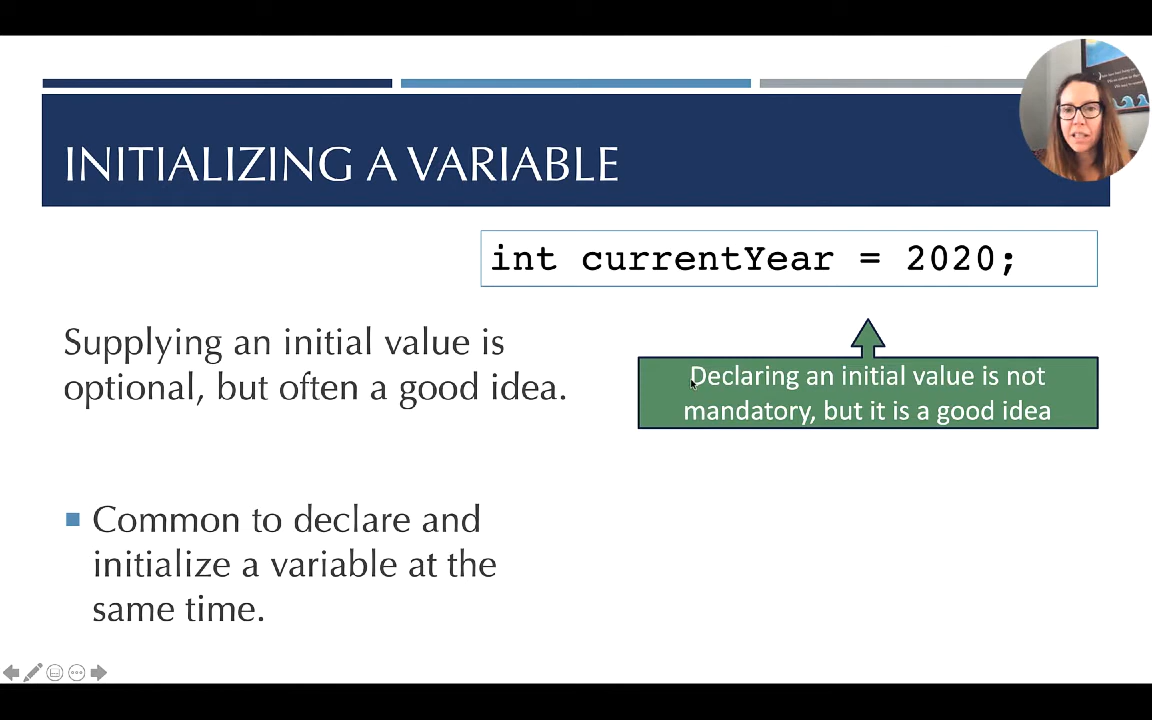 INITIALIZING A VARIABLE
int currentYear = 2020;
Supplying an initial value is
optional, but often a good idea.
Declaring an initial value is not
mandatory, but it is a good idea
Common to declare and
initialize a variable at the
same time.